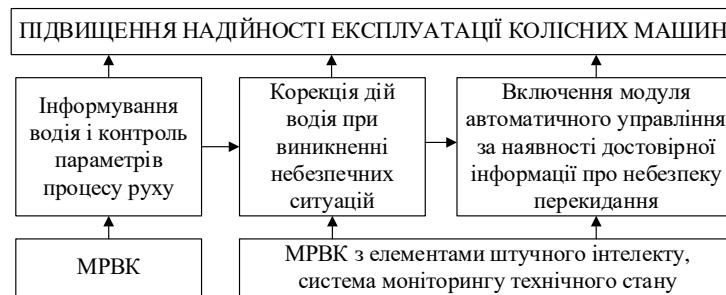 ПІДВИЩЕННЯ НАДІЙНОСТІ ЕКСПЛУАТАЦІЇ КОЛІСНИХ МАШИН
Інформування
водія і контроль
параметрів
процесу руху
Корекція дій
водія при
виникненні
небезпечних
ситуацій
Включення модуля
автоматичного управління
за наявності достовірної
інформації про небезпеку
перекидання
МРВК
МРВК з елементами штучного інтелекту,
система моніторингу технічного стану